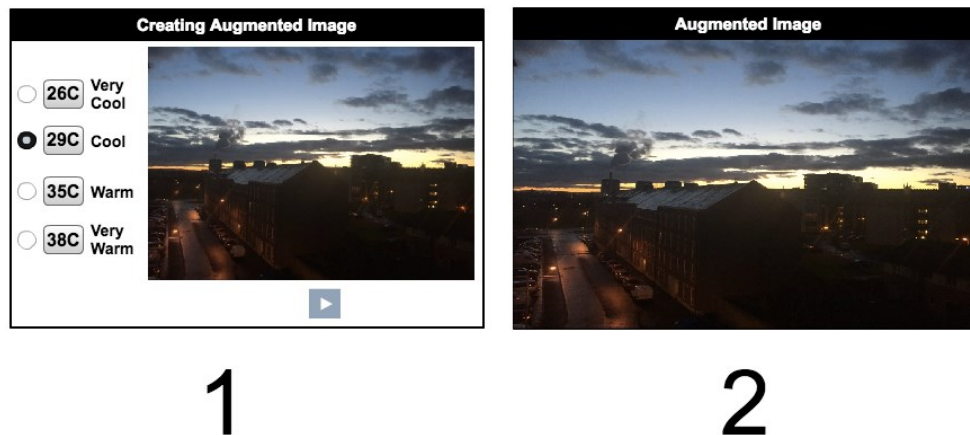 Creating Augmented Image
26C Very
Cool
29C Cool
35C Warm
38C Very
Warm
Augmented Image
1
2